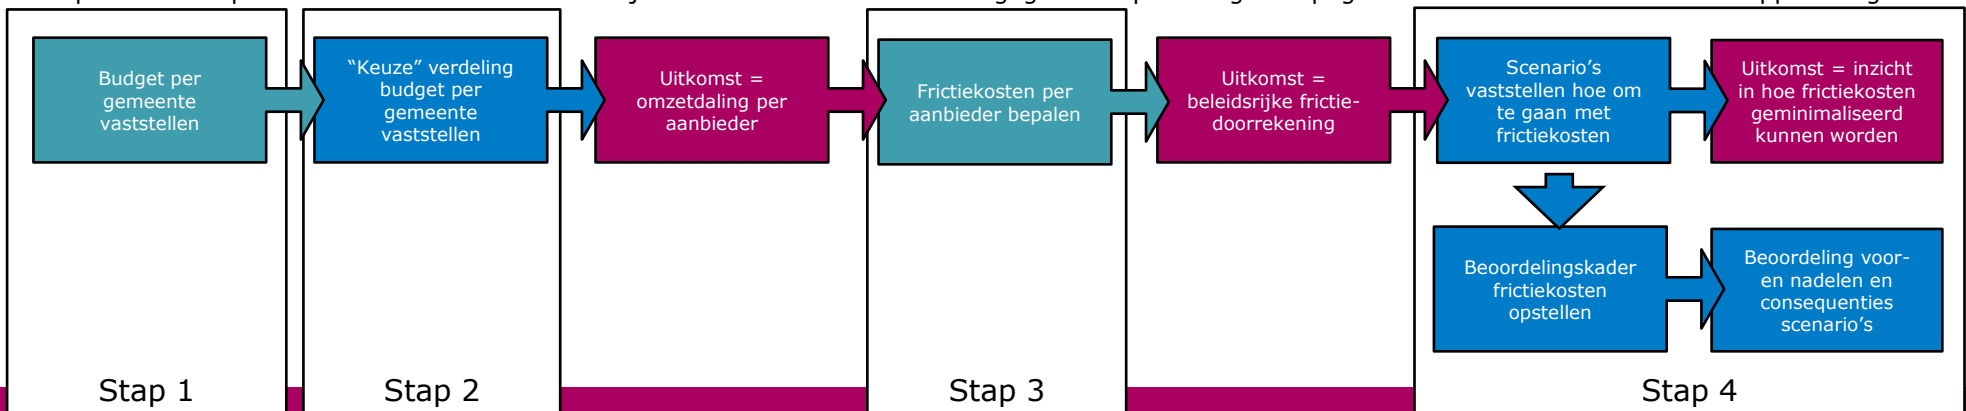 Budget per
gemeente
vaststellen
“Keuze” verdeling
budget per
gemeente
vaststellen
Uitkomst =
omzetdaling per
aanbieder
Frictiekosten per
aanbieder bepalen
Uitkomst =
beleidsrijke frictie-
doorrekening
Scenario’s
vaststellen hoe om
te gaan met
frictiekosten
Uitkomst = inzicht
in hoe frictiekosten
geminimaliseerd
kunnen worden
Beoordelingskader
frictiekosten
opstellen
Beoordeling voor-
en nadelen en
consequenties
scenario’s
Stap 1
Stap 2
Stap 3
Stap 4